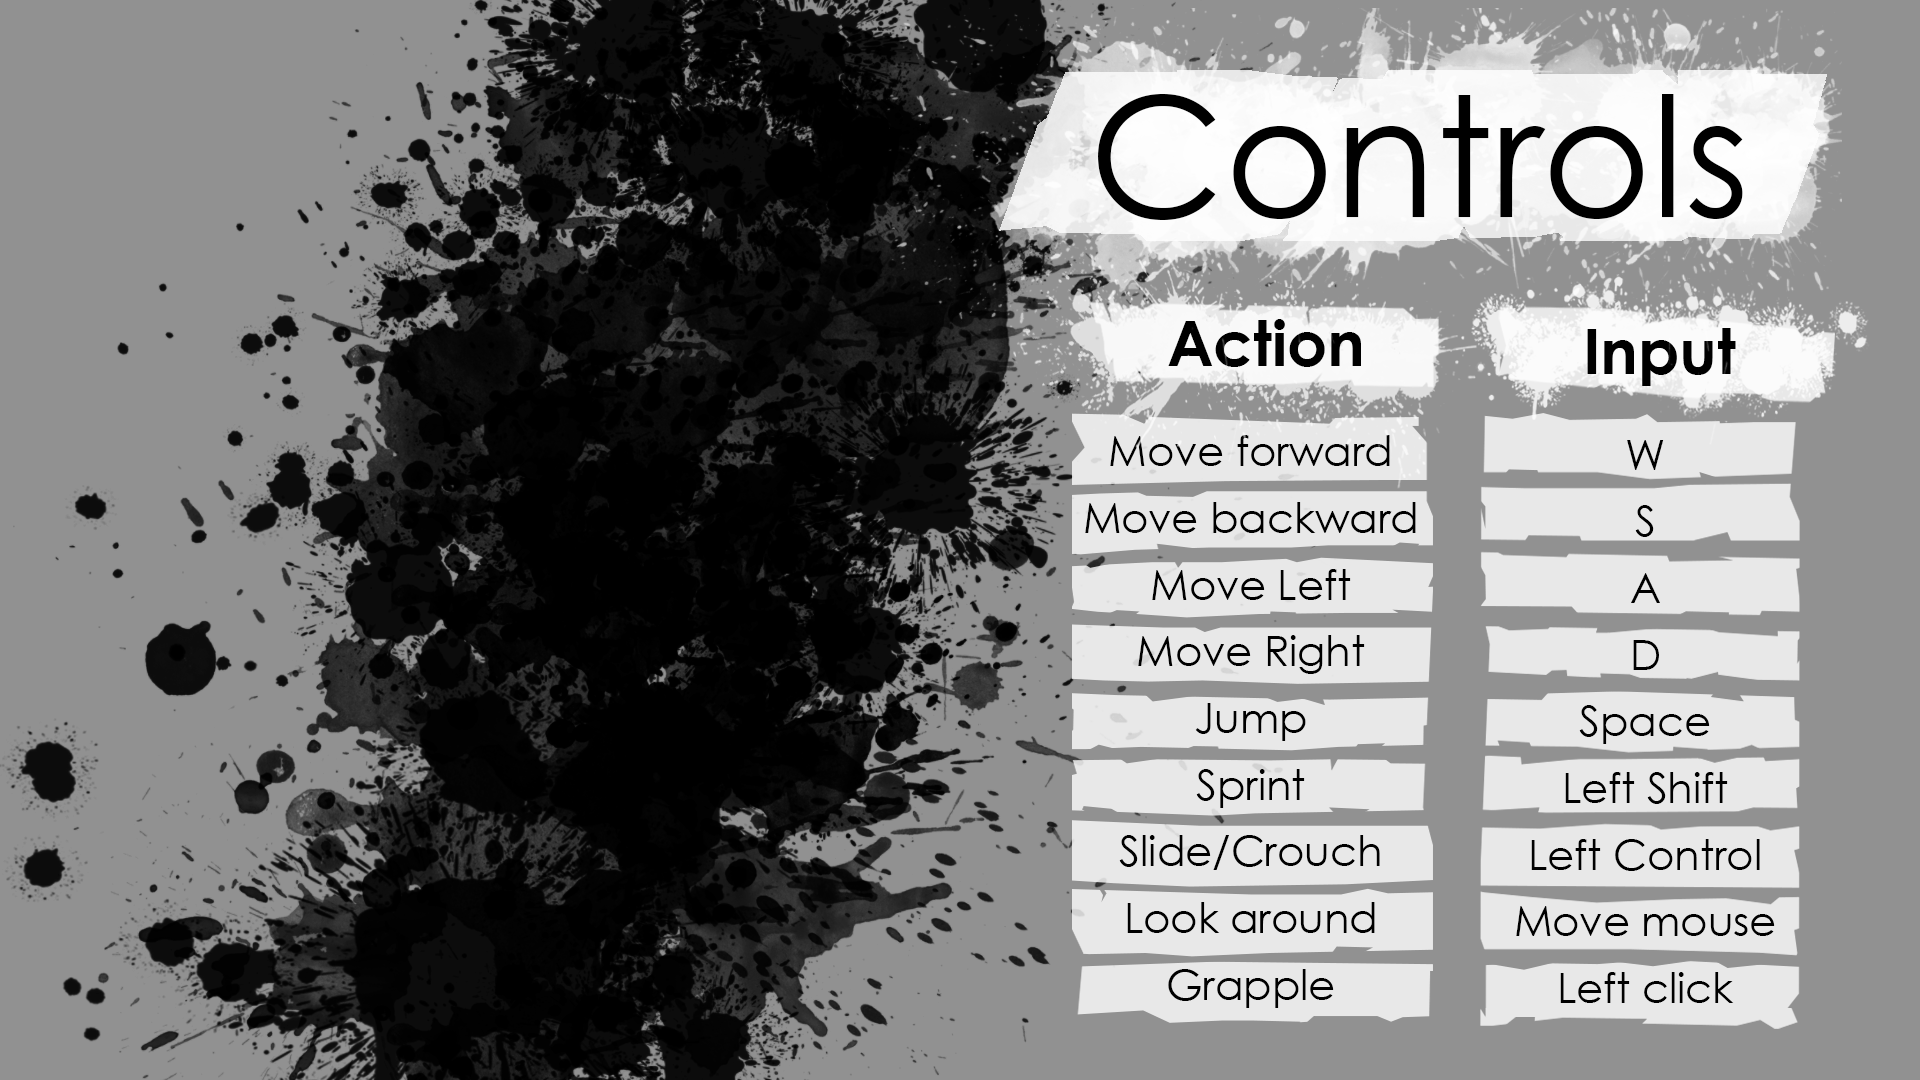 Controls
Action Input
Move forward W
Move backward S
Move Left A
Move Right D
Jump Space
Sprint Left Shift
Slide/Crouch Left Control
Look around Move mouse
Grapple Left click